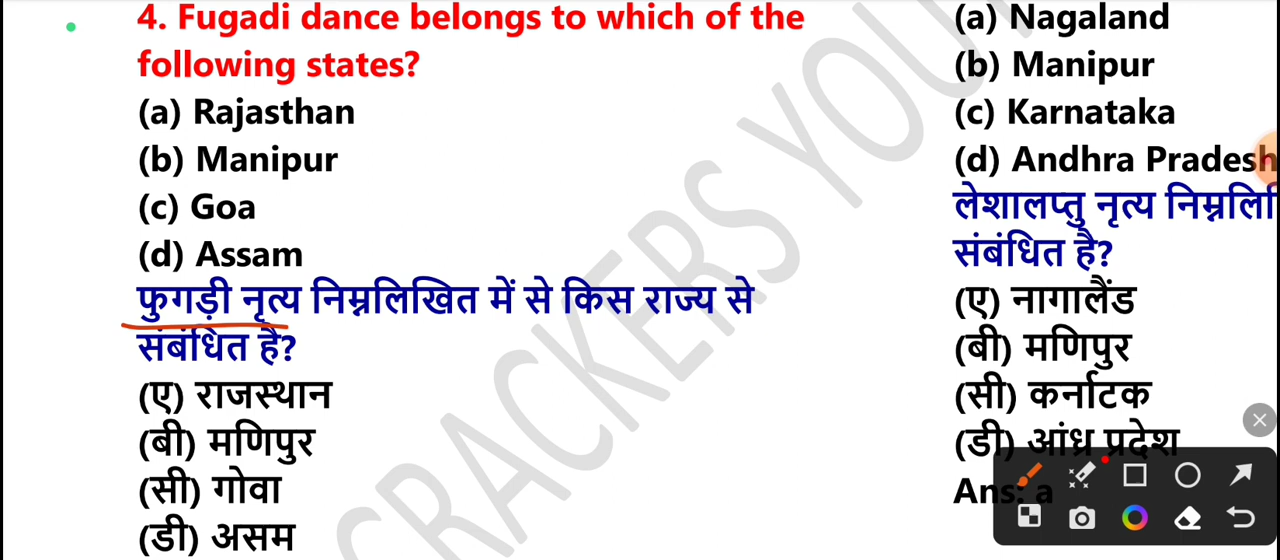 4. Fugadi dance belongs to which of the
following states?
(a) Rajasthan
(b) Manipur
(c) Goa
(d) Assam
फुगड़ी नृत्य निम्नलिखित में से किस राज्य से
संबंधित है?
(ए) राजस्थान
(बी) मणिपुर
(सी) गोवा
(डी) असम
(a) Nagaland
(b) Manipur
(c) Karnataka
(d) Andhra Pradesh
लेशालप्तु नृत्य निम्नलि
संबंधित है?
(ए) नागालैंड
(बी) मणिपुर
(सी) कर्नाटक
(डी) आंध्र प्रदेश
Ans: a
CRACKERS YOU